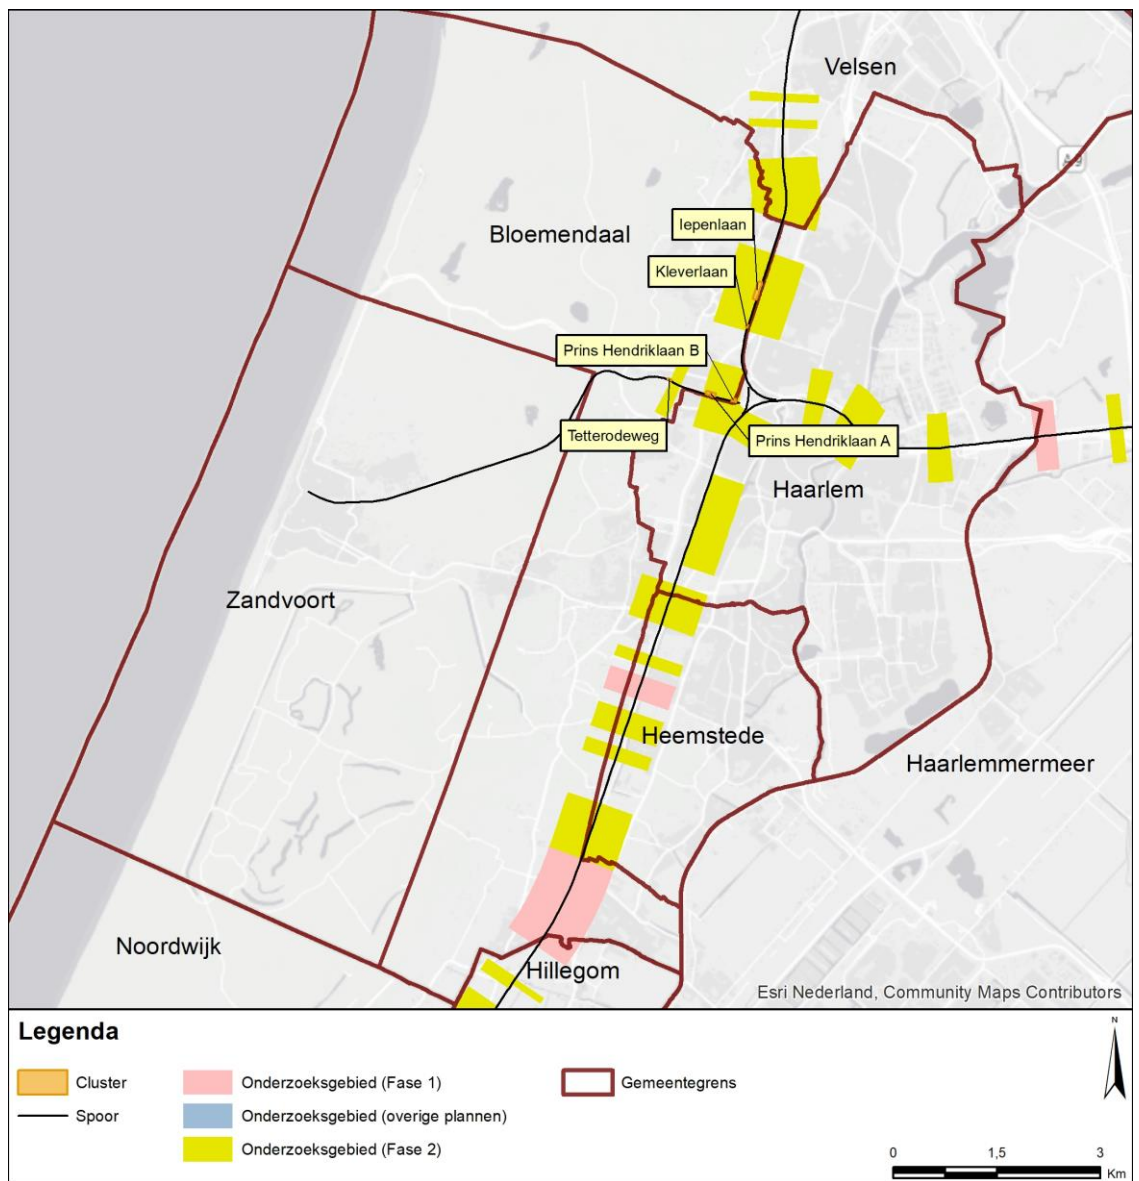 Velsen
A9
Iepenlaan
Bloemendaal
Kleverlaan
Prins Hendriklaan B
Tetterodeweg
Prins Hendriklaan A
Haarlem
Zandvoort
Heemstede
Haarlemmermeer
Noordwijk
Hillegom
Esri Nederland, Community Maps Contributors
Legenda
N
Cluster
Onderzoeksgebied (Fase 1)
Gemeentegrens
Spoor
Onderzoeksgebied (overige plannen)
Onderzoeksgebied (Fase 2)
0 1,5 3
Km